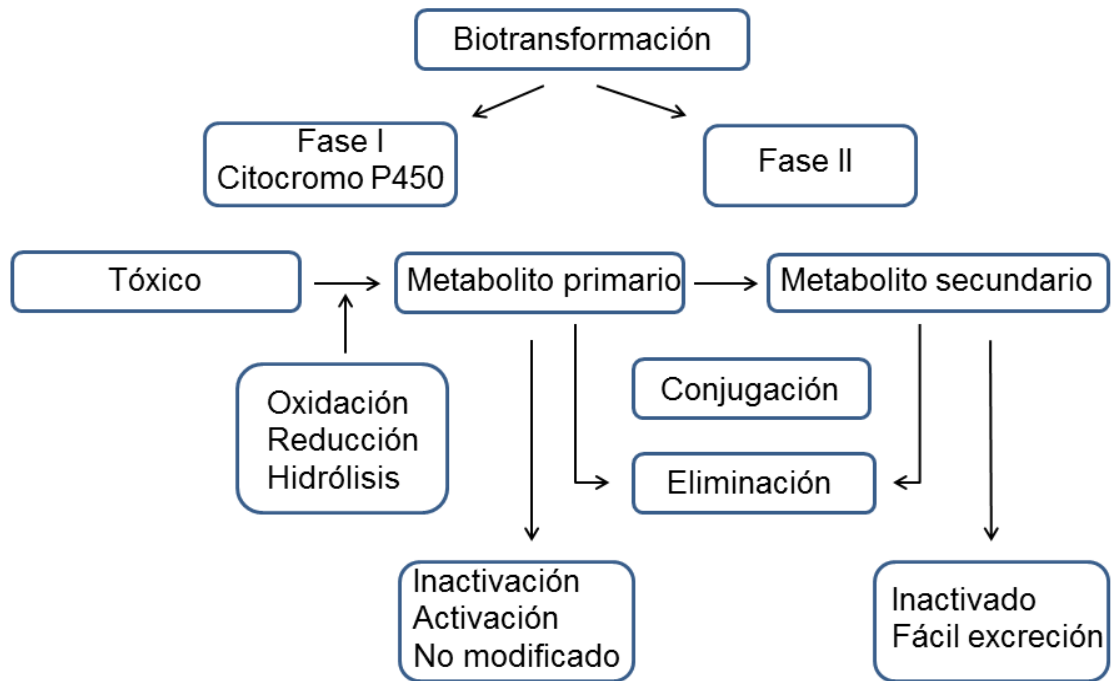 Biotransformación
Fase I
Citocromo P450
Fase II
Tóxico
Metabolito primario
Metabolito secundario
Oxidación
Reducción
Hidrólisis
Conjugación
Eliminación
Inactivación
Activación
No modificado
Inactivado
Fácil excreción